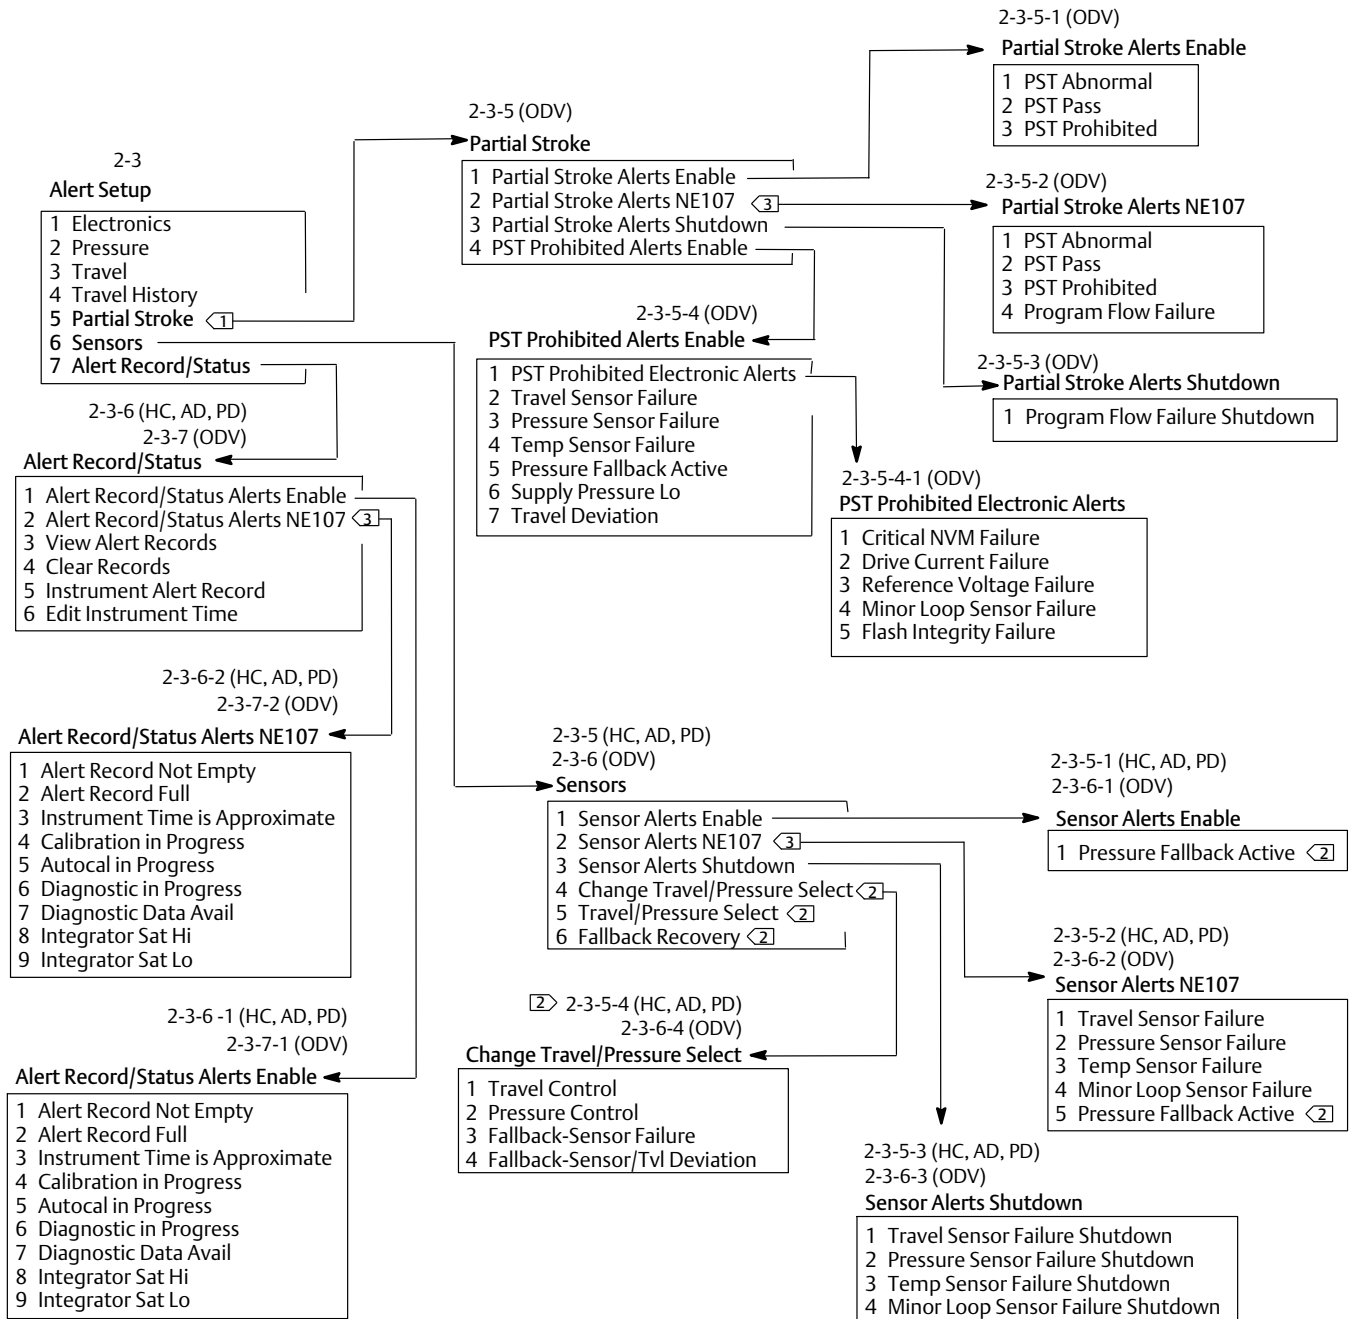 2-3
Alert Setup
1 Electronics
2 Pressure
3 Travel
4 Travel History
5 Partial Stroke 1
6 Sensors
7 Alert Record/Status
2-3-6 (HC, AD, PD)
2-3-7 (ODV)
Alert Record/Status
1 Alert Record/Status Alerts Enable
2 Alert Record/Status Alerts NE107 3
3 View Alert Records
4 Clear Records
5 Instrument Alert Record
6 Edit Instrument Time
2-3-6-2 (HC, AD, PD)
2-3-7-2 (ODV)
Alert Record/Status Alerts NE107
1 Alert Record Not Empty
2 Alert Record Full
3 Instrument Time is Approximate
4 Calibration in Progress
5 Autocal in Progress
6 Diagnostic in Progress
7 Diagnostic Data Avail
8 Integrator Sat Hi
9 Integrator Sat Lo
2-3-6 -1 (HC, AD, PD)
2-3-7-1 (ODV)
Alert Record/Status Alerts Enable
1 Alert Record Not Empty
2 Alert Record Full
3 Instrument Time is Approximate
4 Calibration in Progress
5 Autocal in Progress
6 Diagnostic in Progress
7 Diagnostic Data Avail
8 Integrator Sat Hi
9 Integrator Sat Lo
2-3-5 (ODV)
Partial Stroke
1 Partial Stroke Alerts Enable
2 Partial Stroke Alerts NE107 3
3 Partial Stroke Alerts Shutdown
4 PST Prohibited Alerts Enable
2-3-5-4 (ODV)
PST Prohibited Alerts Enable
1 PST Prohibited Electronic Alerts
2 Travel Sensor Failure
3 Pressure Sensor Failure
4 Temp Sensor Failure
5 Pressure Fallback Active
6 Supply Pressure Lo
7 Travel Deviation
2-3-5 (HC, AD, PD)
2-3-6 (ODV)
Sensors
1 Sensor Alerts Enable
2 Sensor Alerts NE107 3
3 Sensor Alerts Shutdown
4 Change Travel/Pressure Select 2
5 Travel/Pressure Select 2
6 Fallback Recovery 2
2 2-3-5-4 (HC, AD, PD)
2-3-6-4 (ODV)
Change Travel/Pressure Select
1 Travel Control
2 Pressure Control
3 Fallback-Sensor Failure
4 Fallback-Sensor/Tvl Deviation
2-3-5-1 (ODV)
Partial Stroke Alerts Enable
1 PST Abnormal
2 PST Pass
3 PST Prohibited
2-3-5-2 (ODV)
Partial Stroke Alerts NE107
1 PST Abnormal
2 PST Pass
3 PST Prohibited
4 Program Flow Failure
2-3-5-3 (ODV)
Partial Stroke Alerts Shutdown
1 Program Flow Failure Shutdown
2-3-5-4-1 (ODV)
PST Prohibited Electronic Alerts
1 Critical NVM Failure
2 Drive Current Failure
3 Reference Voltage Failure
4 Minor Loop Sensor Failure
5 Flash Integrity Failure
2-3-5-1 (HC, AD, PD)
2-3-6-1 (ODV)
Sensor Alerts Enable
1 Pressure Fallback Active 2
2-3-5-2 (HC, AD, PD)
2-3-6-2 (ODV)
Sensor Alerts NE107
1 Travel Sensor Failure
2 Pressure Sensor Failure
3 Temp Sensor Failure
4 Minor Loop Sensor Failure
5 Pressure Fallback Active 2
2-3-5-3 (HC, AD, PD)
2-3-6-3 (ODV)
Sensor Alerts Shutdown
1 Travel Sensor Failure Shutdown
2 Pressure Sensor Failure Shutdown
3 Temp Sensor Failure Shutdown
4 Minor Loop Sensor Failure Shutdown